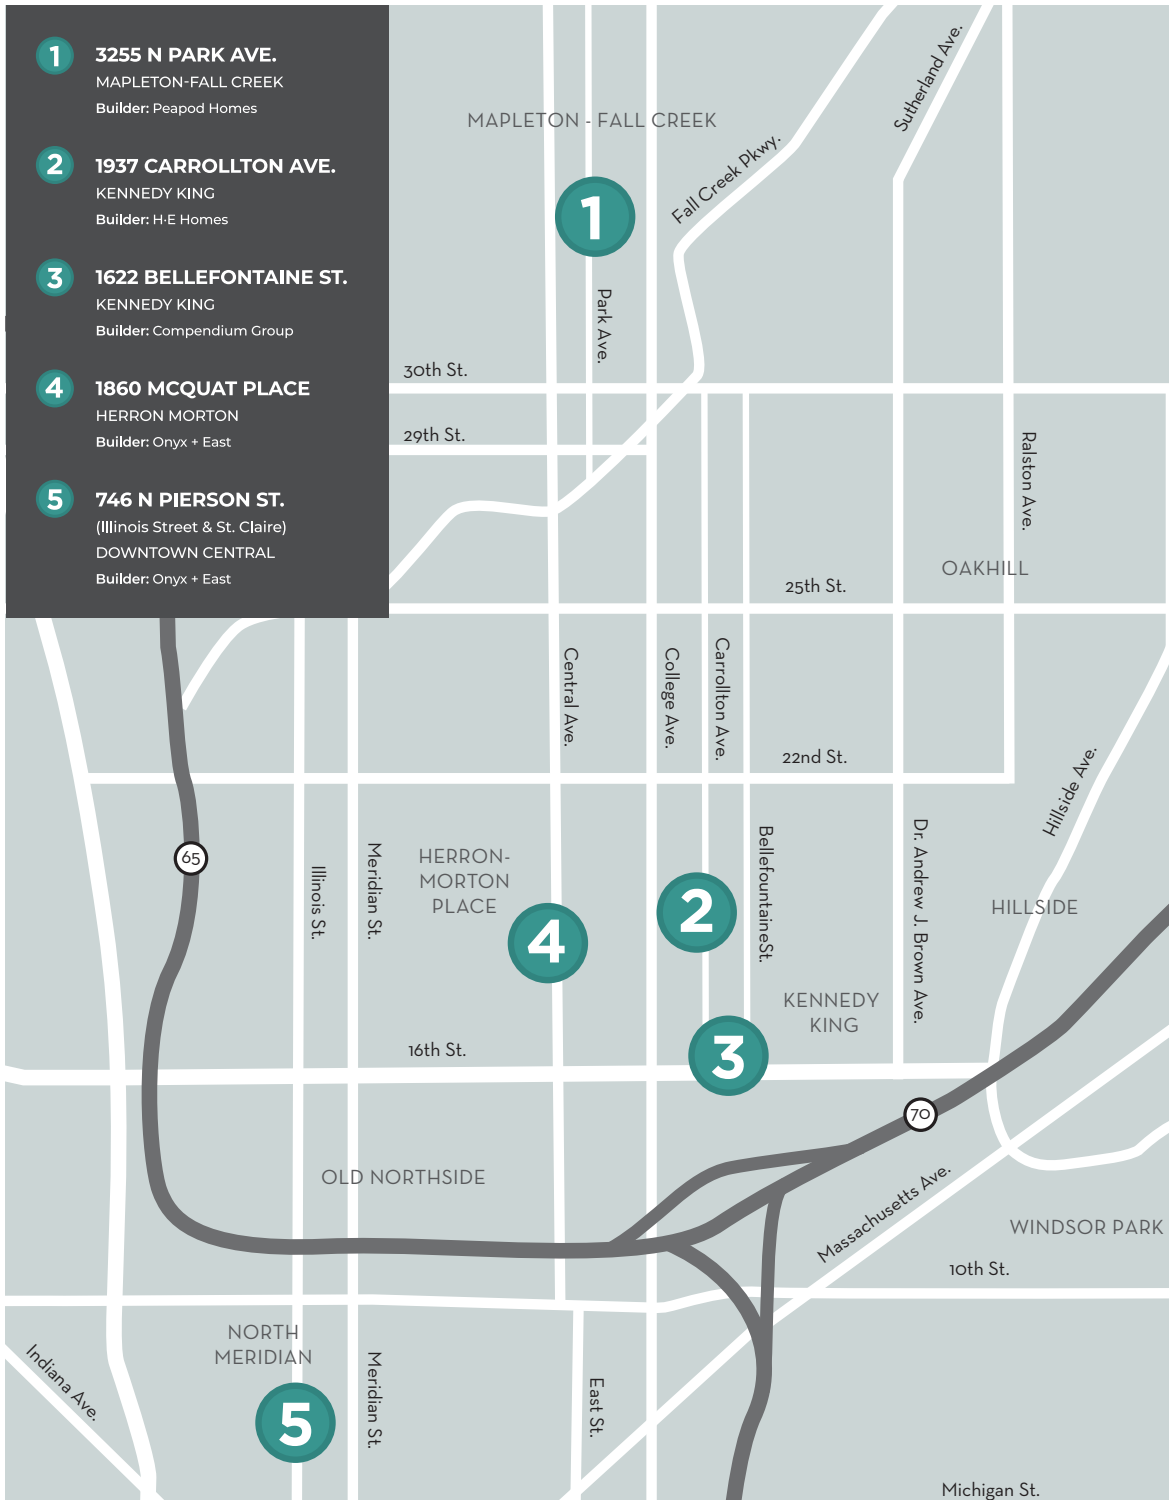 1
3255 N PARK AVE.
MAPLETON-FALL CREEK
Builder: Peapod Homes
2
1937 CARROLLTON AVE.
KENNEDY KING
Builder: H·E Homes
3
1622 BELLEFONTAINE ST.
KENNEDY KING
Builder: Compendium Group
4
1860 MCQUAT PLACE
HERRON MORTON
Builder: Onyx + East
5
746 N PIERSON ST.
(Illinois Street & St. Claire)
DOWNTOWN CENTRAL
Builder: Onyx + East
Sutherland Ave.
MAPLETON - FALL CREEK
Fall Creek Pkwy.
1
Park Ave.
30th St.
29th St.
Ralston Ave.
OAKHILL
25th St.
Central Ave.
College Ave.
Carrollton Ave.
22nd St.
Hillside Ave.
65
Illinois St.
Meridian St.
HERRON-
MORTON
PLACE
4
2
BellefountaineSt.
Dr. Andrew J. Brown Ave.
HILLSIDE
KENNEDY
KING
16th St.
3
70
OLD NORTHSIDE
Massachusetts Ave.
WINDSOR PARK
10th St.
NORTH
MERIDIAN
Indiana Ave.
5
Meridian St.
East St.
Michigan St.